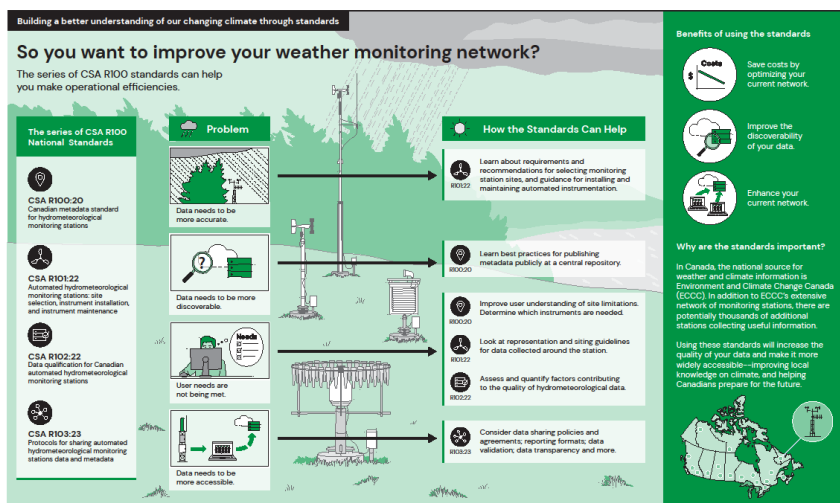 Building a better understanding of our changing climate through standards
So you want to improve your weather monitoring network?
The series of CSA R100 standards can help
you make operational efficiencies.
The series of CSA R100
National Standards
CSA R100:20
Canadian metadata standard
for hydrometeorological
monitoring stations
CSA R101:22
Automated hydrometeorological
monitoring stations: site
selection, instrument installation,
and instrument maintenance
CSA R102:22
Data qualification for Canadian
automated hydrometeorological
monitoring stations
CSA R103:23
Protocols for sharing automated
hydrometeorological monitoring
stations data and metadata
Problem
Data needs to be
more accurate.
?
Data needs to be more
discoverable.
Needs
User needs are
not being met.
Data needs to be
more accessible.
How the Standards Can Help
R101:22
Learn about requirements and
recommendations for selecting monitoring
station sites, and guidance for installing and
maintaining automated instrumentation.
R100:20
Learn best practices for publishing
metadata publicly at a central repository.
R100:20
Improve user understanding of site limitations.
Determine which instruments are needed.
R101:22
Look at representation and siting guidelines
for data collected around the station.
R102:22
Assess and quantify factors contributing
to the quality of hydrometeorological data.
R103:23
Consider data sharing policies and
agreements; reporting formats; data
validation; data transparency and more.
Benefits of using the standards
Costs
$
Save costs by
optimizing your
current network.
Improve the
discoverability
of your data.
Enhance your
current network.
Why are the standards important?
In Canada, the national source for
weather and climate information is
Environment and Climate Change Canada
(ECCC). In addition to ECCC's extensive
network of monitoring stations, there are
potentially thousands of additional
stations collecting useful information.
Using these standards will increase the
quality of your data and make it more
widely accessible—improving local
knowledge on climate, and helping
Canadians prepare for the future.